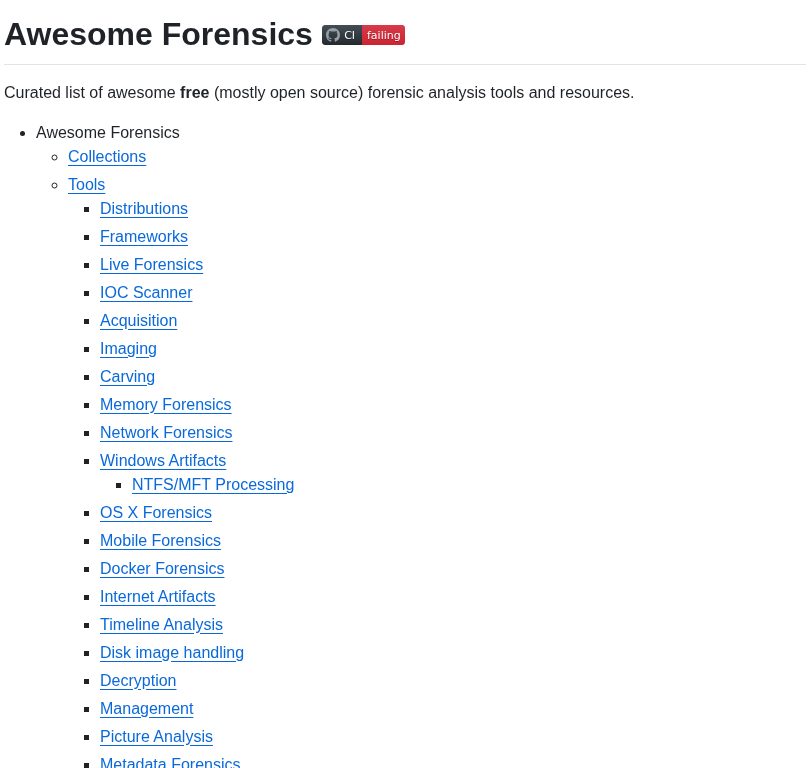 Awesome Forensics CI failing
Curated list of awesome free (mostly open source) forensic analysis tools and resources.
Awesome Forensics
Collections
Tools
Distributions
Frameworks
Live Forensics
IOC Scanner
Acquisition
Imaging
Carving
Memory Forensics
Network Forensics
Windows Artifacts
NTFS/MFT Processing
OS X Forensics
Mobile Forensics
Docker Forensics
Internet Artifacts
Timeline Analysis
Disk image handling
Decryption
Management
Picture Analysis
Metadata Forensics